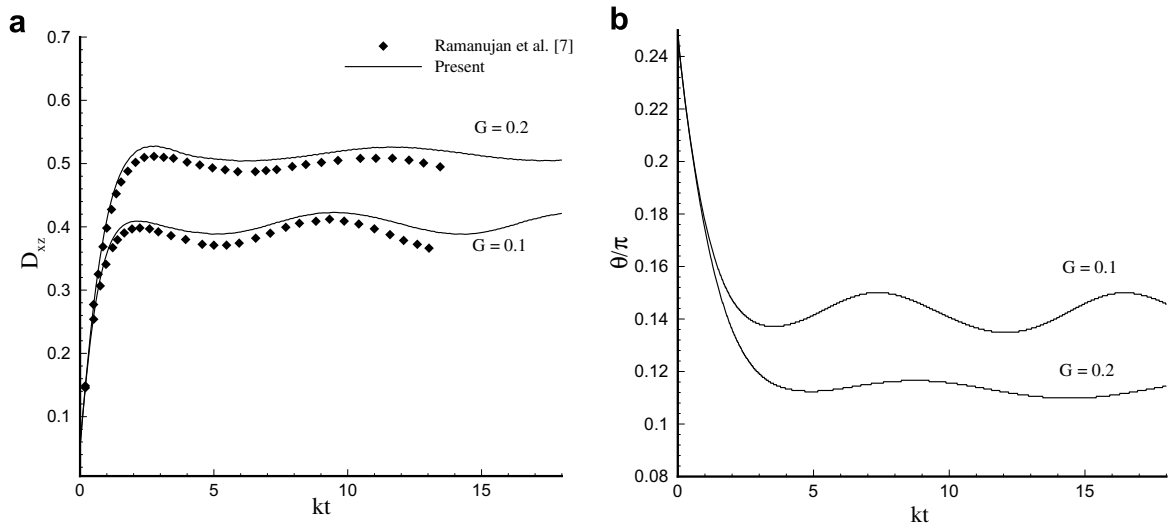 a
0.7
0.6
0.5
0.4
0.3
0.2
0.1
D_xz
0
5
10
15
kt
Ramanujan et al. [7]
Present
G = 0.2
G = 0.1
b
0.24
0.22
0.2
0.18
0.16
0.14
0.12
0.1
0.08
θ/π
0
5
10
15
kt
G = 0.1
G = 0.2